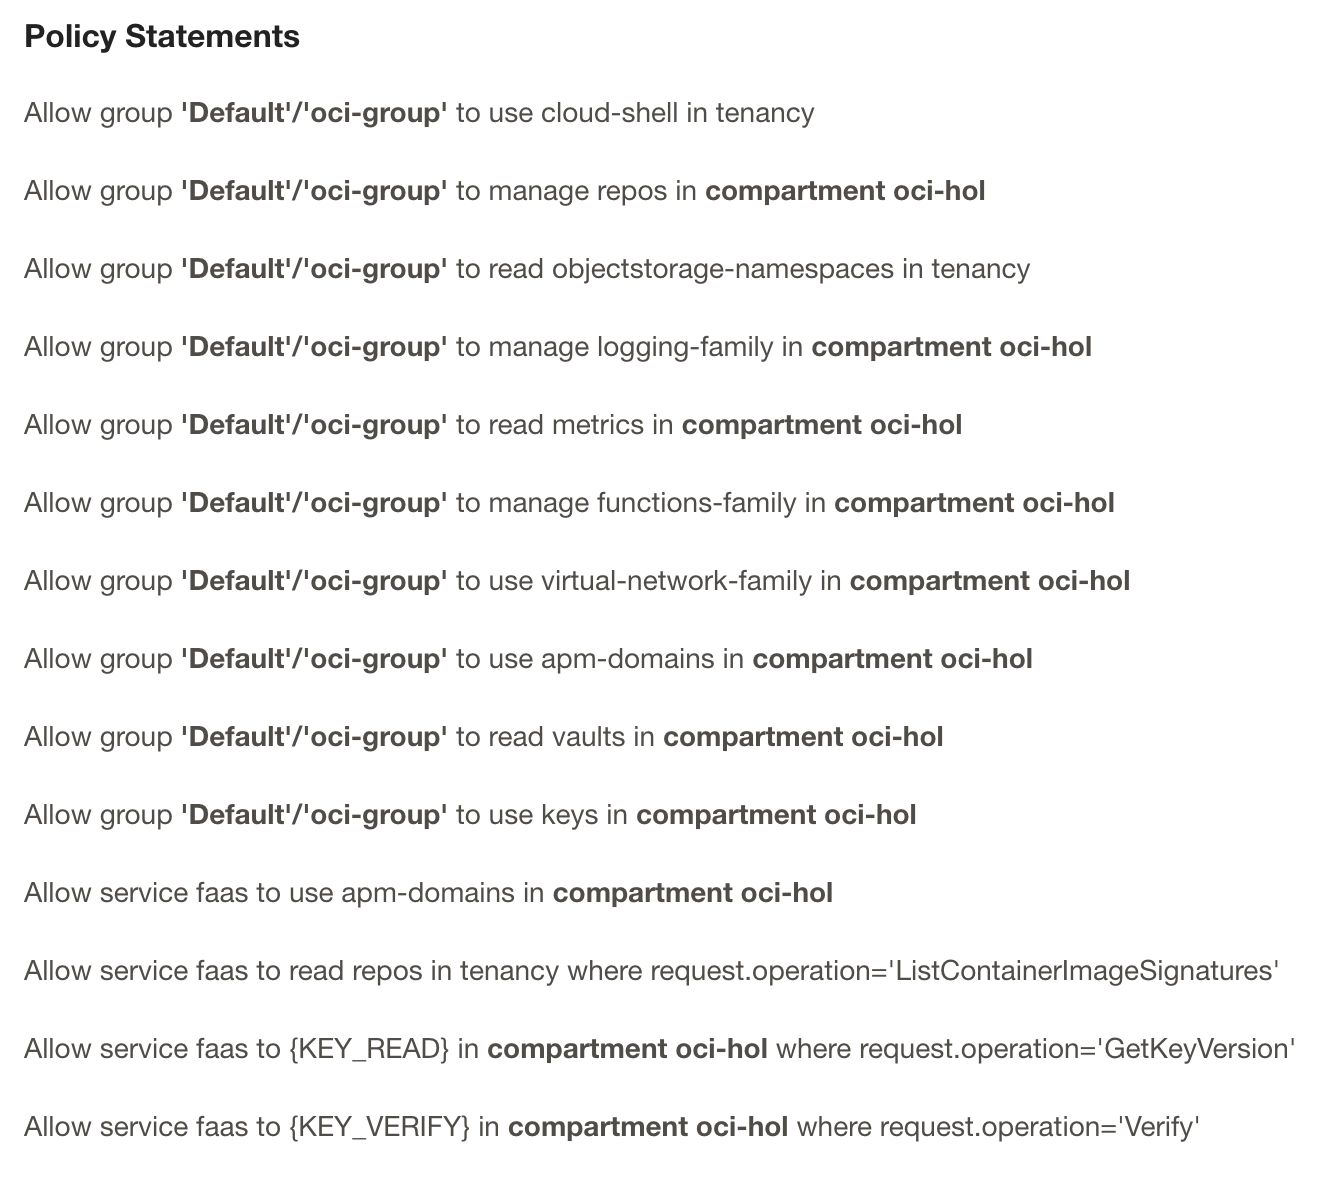 Policy Statements
Allow group 'Default'/'oci-group' to use cloud-shell in tenancy
Allow group 'Default'/'oci-group' to manage repos in compartment oci-hol
Allow group 'Default'/'oci-group' to read objectstorage-namespaces in tenancy
Allow group 'Default'/'oci-group' to manage logging-family in compartment oci-hol
Allow group 'Default'/'oci-group' to read metrics in compartment oci-hol
Allow group 'Default'/'oci-group' to manage functions-family in compartment oci-hol
Allow group 'Default'/'oci-group' to use virtual-network-family in compartment oci-hol
Allow group 'Default'/'oci-group' to use apm-domains in compartment oci-hol
Allow group 'Default'/'oci-group' to read vaults in compartment oci-hol
Allow group 'Default'/'oci-group' to use keys in compartment oci-hol
Allow service faas to use apm-domains in compartment oci-hol
Allow service faas to read repos in tenancy where request.operation='ListContainerImageSignatures'
Allow service faas to {KEY_READ} in compartment oci-hol where request.operation='GetKeyVersion'
Allow service faas to {KEY_VERIFY} in compartment oci-hol where request.operation='Verify'